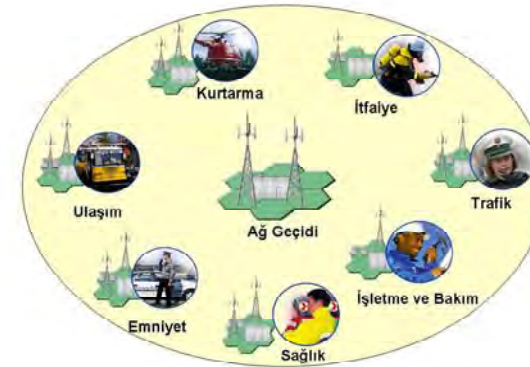 Kurtarma
İtfaiye
Ulaşım
Ağ Geçidi
Trafik
Emniyet
İşletme ve Bakım
Sağlık